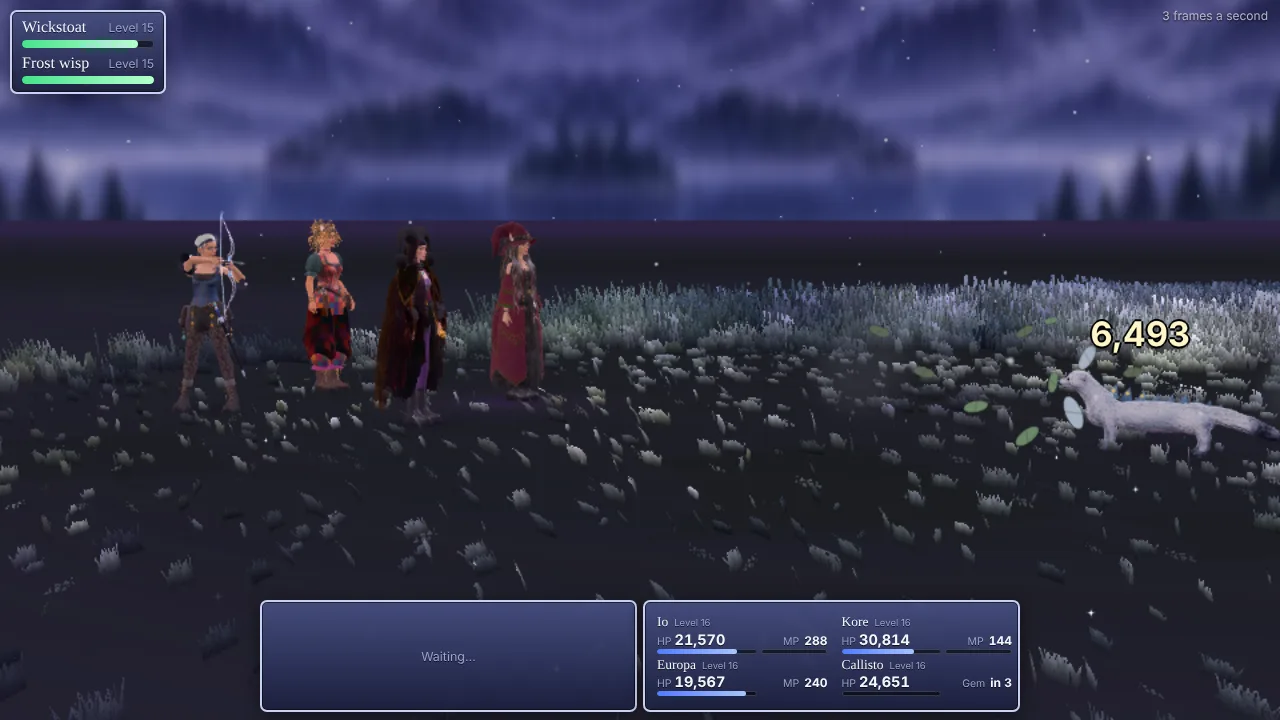 Wickstoat Level 15
Frost wisp Level 15
3 frames a second
6,493
Waiting...
Io Level 16
HP 21,570 MP 288
Kore Level 16
HP 30,814 MP 144
Europa Level 16
HP 19,567 MP 240
Callisto Level 16
HP 24,651 Gem in 3